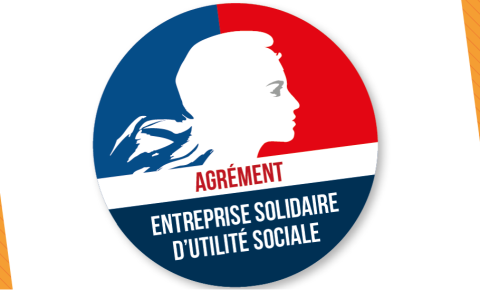 AGRÉMENT
ENTREPRISE SOLIDAIRE
D'UTILITÉ SOCIALE